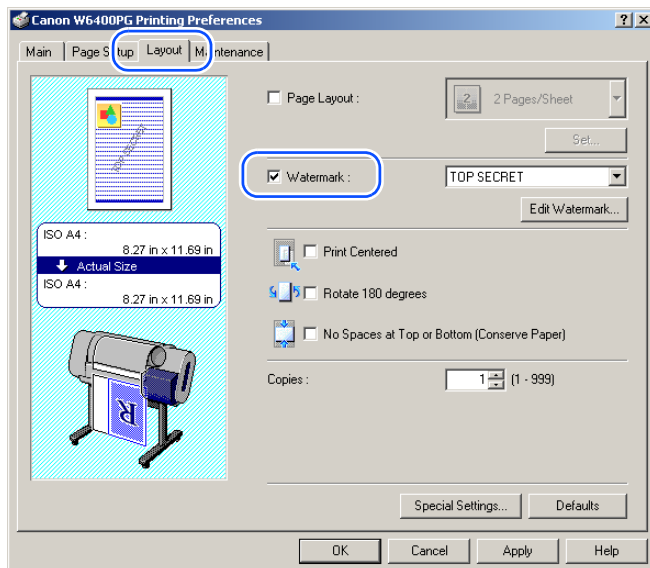 Canon W6400PG Printing Preferences
Main Page Setup Layout Maintenance
TOP SECRET
ISO A4 :
8.27 in x 11.69 in
Actual Size
ISO A4 :
8.27 in x 11.69 in
R
Page Layout :
2
2 Pages/Sheet
Set...
Watermark :
TOP SECRET
Edit Watermark...
Print Centered
Rotate 180 degrees
No Spaces at Top or Bottom (Conserve Paper)
Copies : 1 (1 - 999)
Special Settings... Defaults
OK Cancel Apply Help